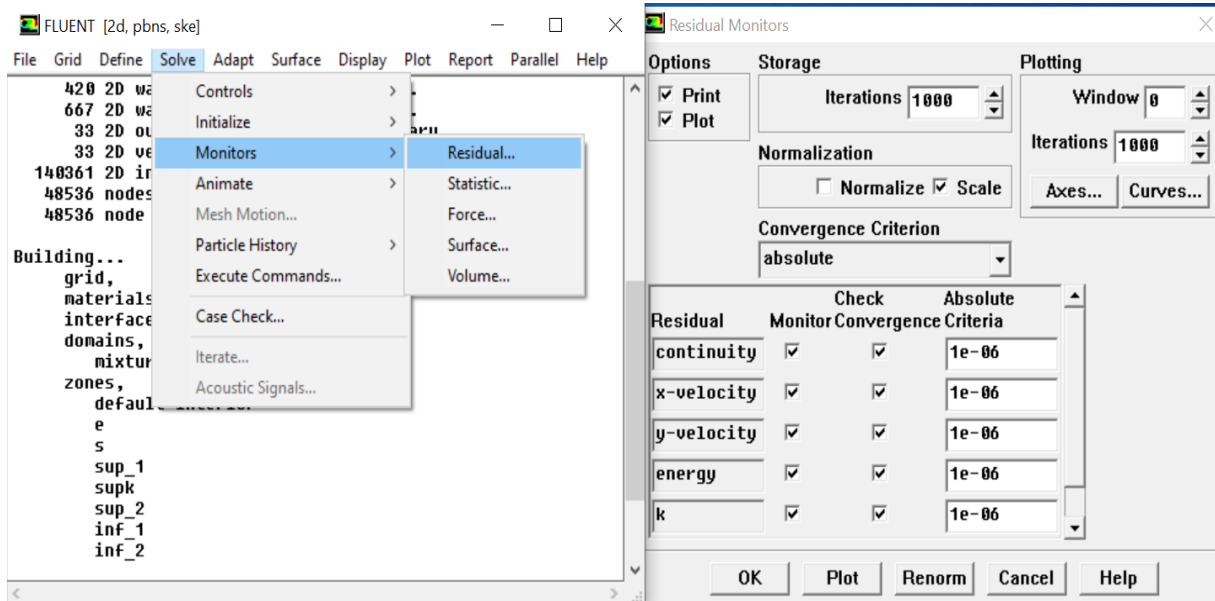 FLUENT [2d, pbns, ske]
File Grid Define Solve Adapt Surface Display Plot Report Parallel Help
420 2D wa
667 2D wa
33 2D ou
33 2D ve
140361 2D in
48536 nodes
48536 node
Building...
grid,
materials
interface
domains,
mixtur
zones,
e
s
sup_1
supk
sup_2
inf_1
inf_2
Controls
Initialize
Monitors
Animate
Mesh Motion...
Particle History
Execute Commands...
Case Check...
Iterate...
Acoustic Signals...
Residual...
Statistic...
Force...
Surface...
Volume...
Residual Monitors
Options
Print
Plot
Storage
Iterations 1000
Normalization
Normalize Scale
Convergence Criterion
absolute
Plotting
Window 0
Iterations 1000
Axes... Curves...
Check Absolute
Residual Monitor Convergence Criteria
continuity 1e-06
x-velocity 1e-06
y-velocity 1e-06
energy 1e-06
k 1e-06
OK Plot Renorm Cancel Help